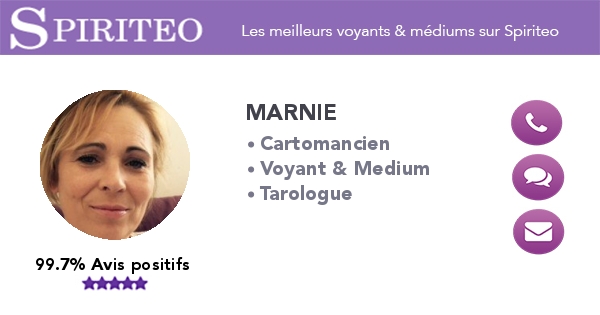 SPIRITEO
Les meilleurs voyants & médiums sur Spiriteo
MARNIE
• Cartomancien
• Voyant & Medium
• Tarologue
99.7% Avis positifs